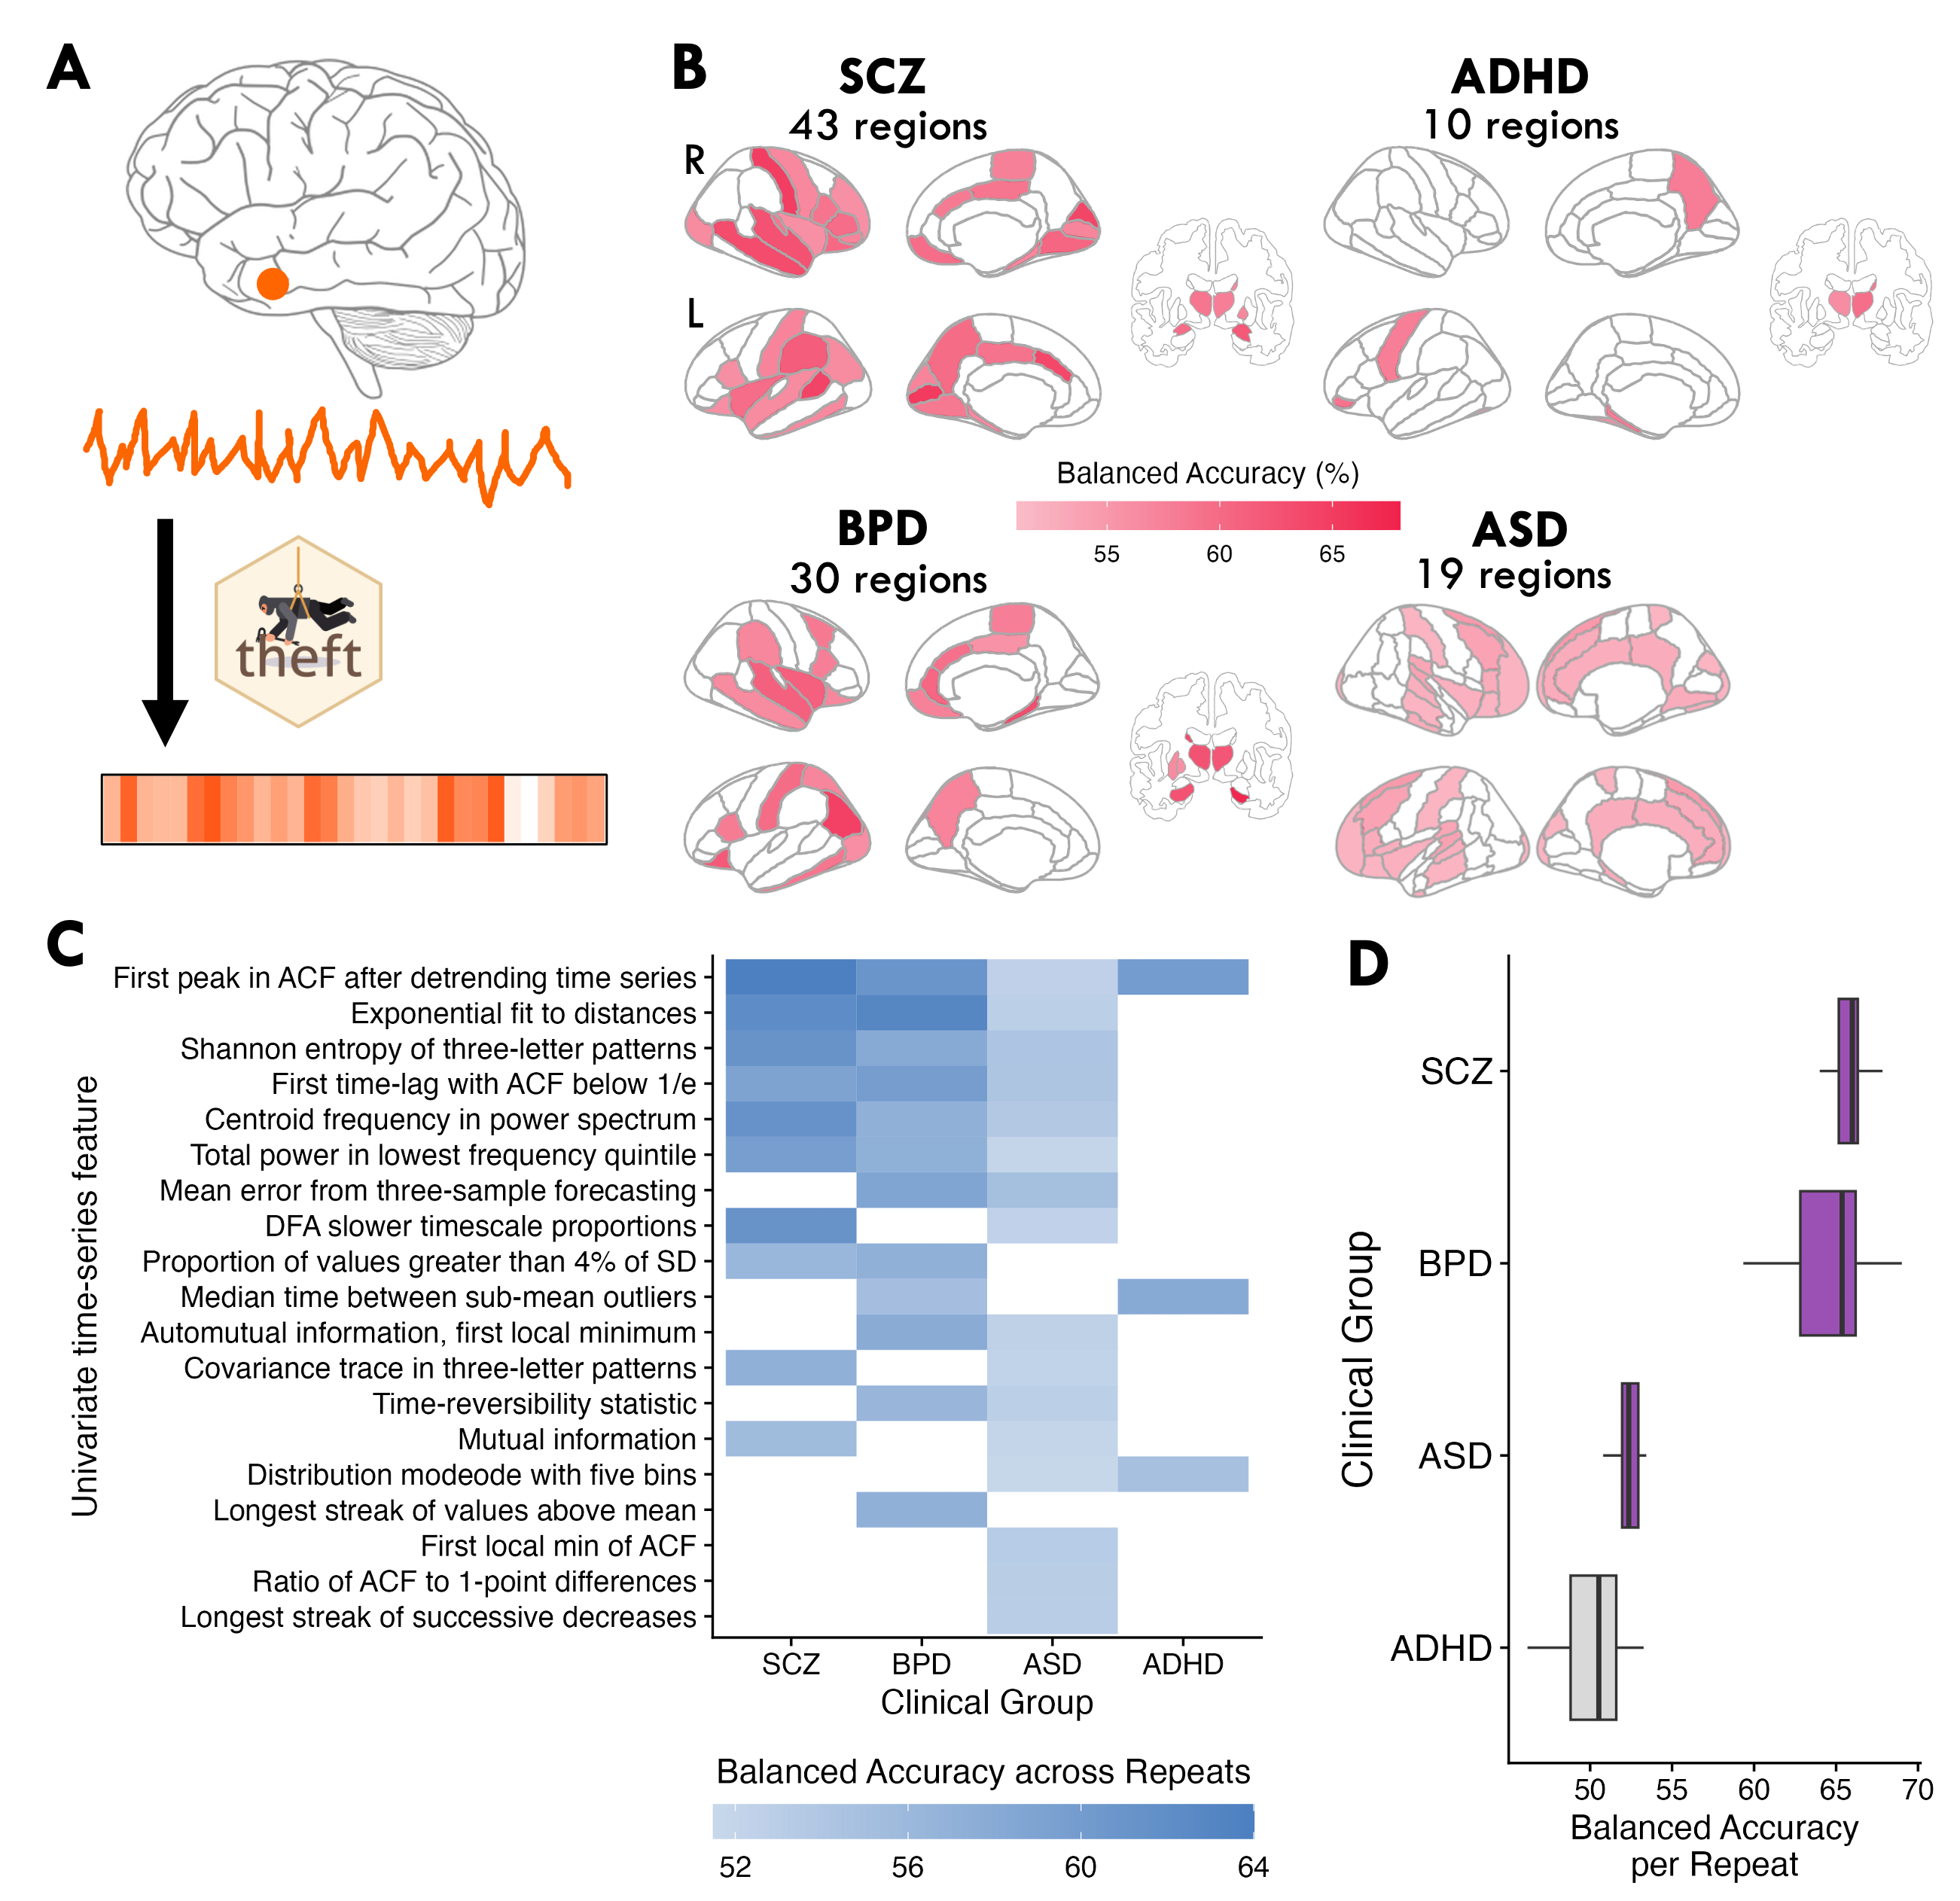 A
theft
B
SCZ
43 regions
ADHD
10 regions
R
L
Balanced Accuracy (%)
55 60 65
BPD
30 regions
ASD
19 regions
C
Univariate time-series feature
First peak in ACF after detrending time series
Exponential fit to distances
Shannon entropy of three-letter patterns
First time-lag with ACF below 1/e
Centroid frequency in power spectrum
Total power in lowest frequency quintile
Mean error from three-sample forecasting
DFA slower timescale proportions
Proportion of values greater than 4% of SD
Median time between sub-mean outliers
Automutual information, first local minimum
Covariance trace in three-letter patterns
Time-reversibility statistic
Mutual information
Distribution modeode with five bins
Longest streak of values above mean
First local min of ACF
Ratio of ACF to 1-point differences
Longest streak of successive decreases
SCZ BPD ASD ADHD
Clinical Group
Balanced Accuracy across Repeats
52 56 60 64
D
Clinical Group
SCZ
BPD
ASD
ADHD
50 55 60 65 70
Balanced Accuracy
per Repeat